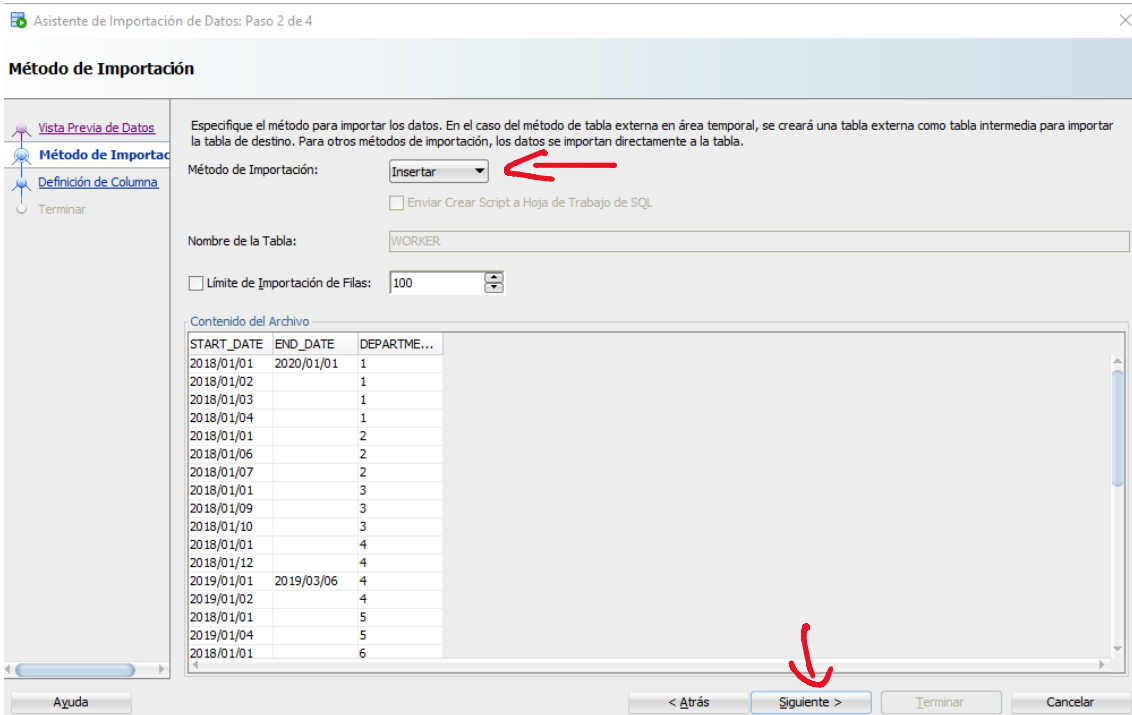 Asistente de Importación de Datos: Paso 2 de 4
Método de Importación
Vista Previa de Datos
Método de Importac
Definición de Columna
Terminar
Especifique el método para importar los datos. En el caso del método de tabla externa en área temporal, se creará una tabla externa como tabla intermedia para importar
la tabla de destino. Para otros métodos de importación, los datos se importan directamente a la tabla.
Método de Importación: Insertar
Enviar Crear Script a Hoja de Trabajo de SQL
Nombre de la Tabla: WORKER
Límite de Importación de Filas: 100
Contenido del Archivo
START_DATE END_DATE DEPARTME...
2018/01/01 2020/01/01 1
2018/01/02 1
2018/01/03 1
2018/01/04 1
2018/01/01 2
2018/01/06 2
2018/01/07 2
2018/01/01 3
2018/01/09 3
2018/01/10 3
2018/01/01 4
2018/01/12 4
2019/01/01 2019/03/06 4
2019/01/02 4
2018/01/01 5
2019/01/04 5
2018/01/01 6
Ayuda < Atrás Siguiente > Terminar Cancelar